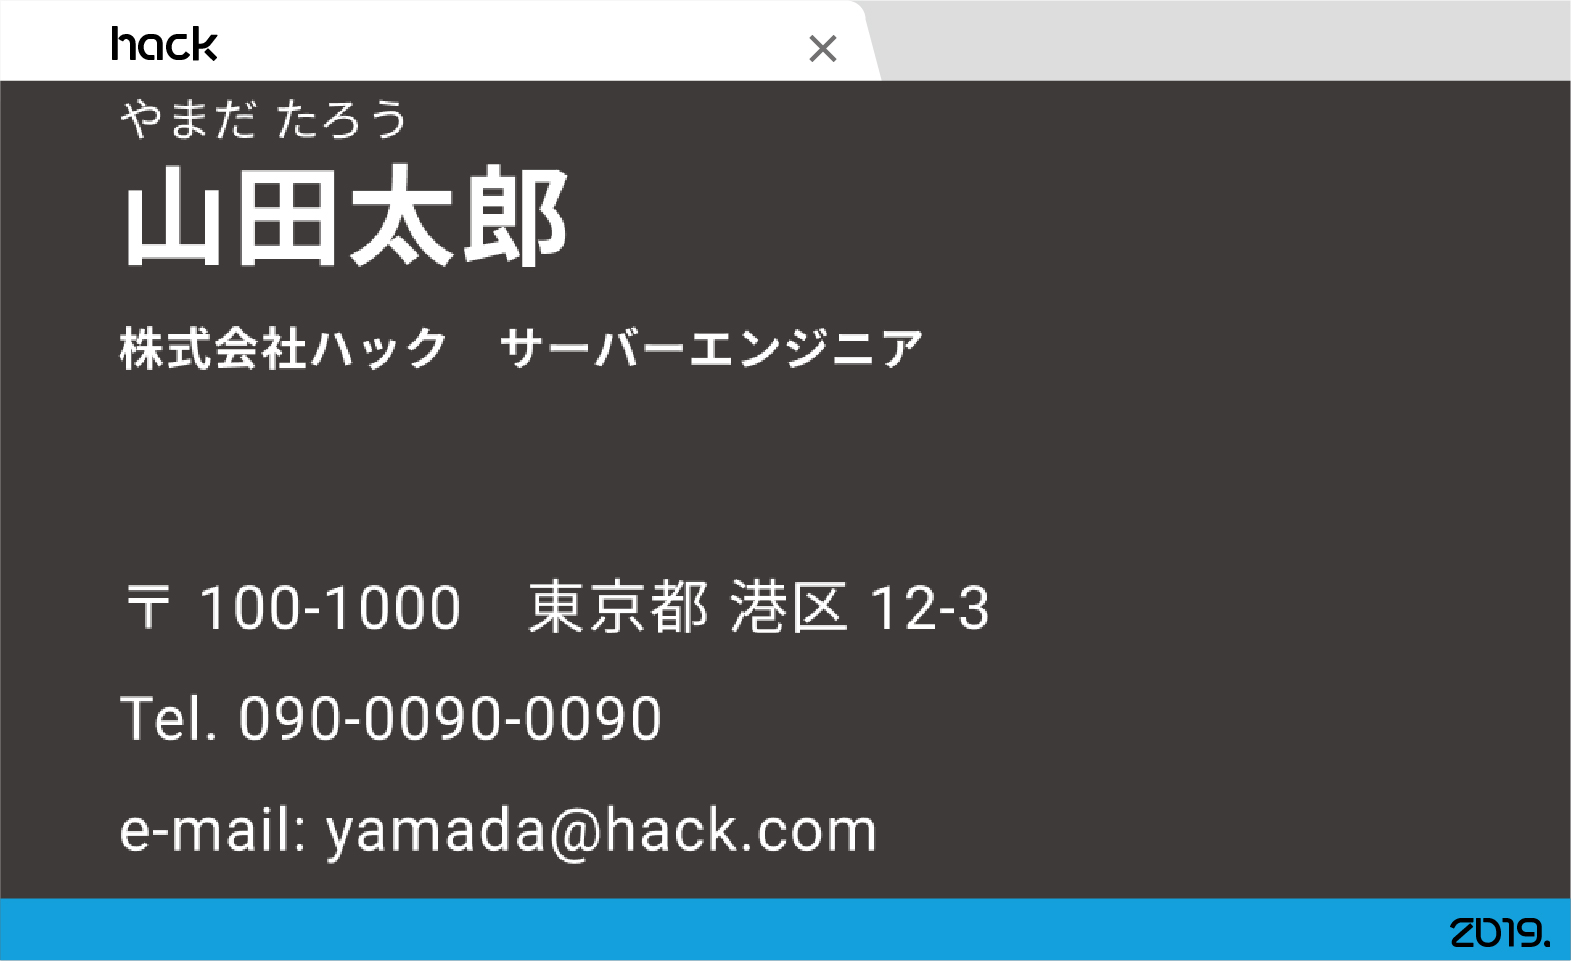 hack
やまだ たろう
山田太郎
株式会社ハック　サーバーエンジニア
〒 100-1000　東京都 港区 12-3
Tel. 090-0090-0090
e-mail: yamada@hack.com
2019.